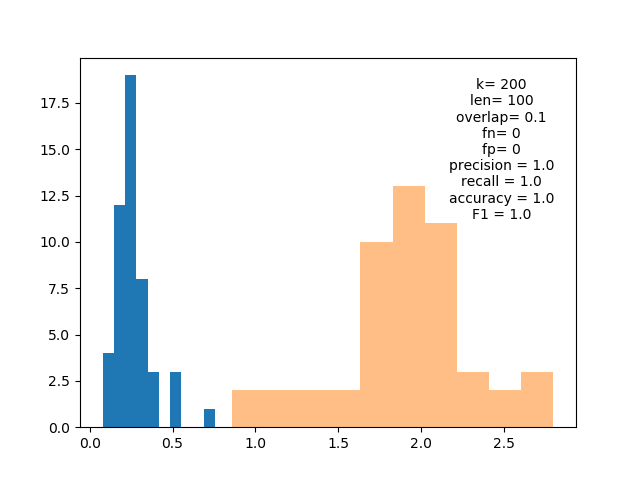 k= 200
len= 100
overlap= 0.1
fn= 0
fp= 0
precision = 1.0
recall = 1.0
accuracy = 1.0
F1 = 1.0
17.5
15.0
12.5
10.0
7.5
5.0
2.5
0.0
0.0 0.5 1.0 1.5 2.0 2.5